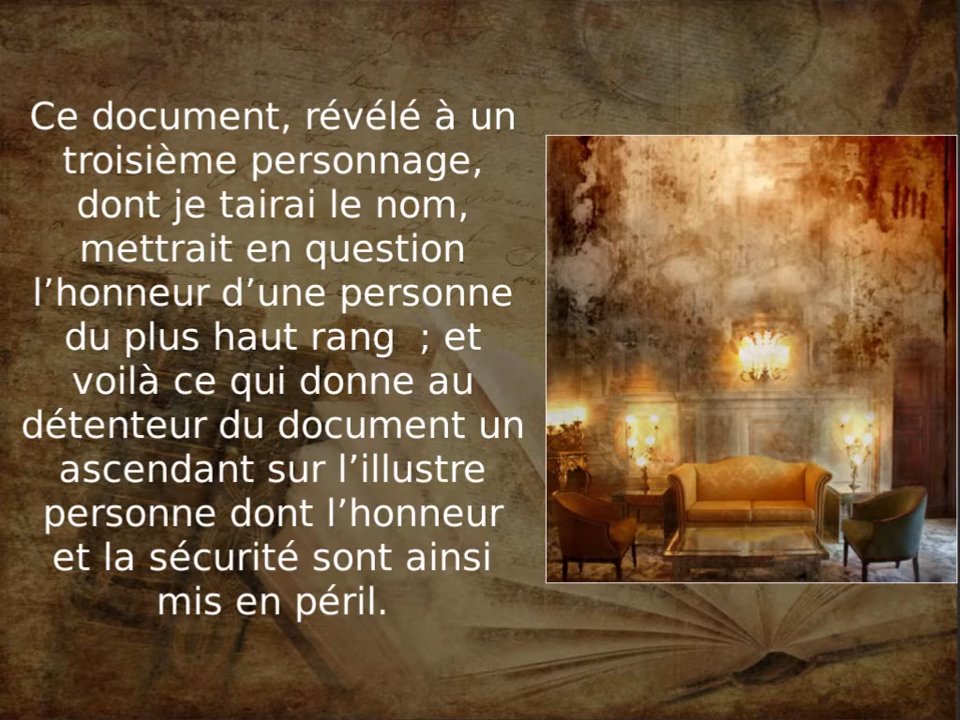 Ce document, révélé à un
troisième personnage,
dont je tairai le nom,
mettrait en question
l’honneur d’une personne
du plus haut rang  ; et
voilà ce qui donne au
détenteur du document un
ascendant sur l’illustre
personne dont l’honneur
et la sécurité sont ainsi
mis en péril.